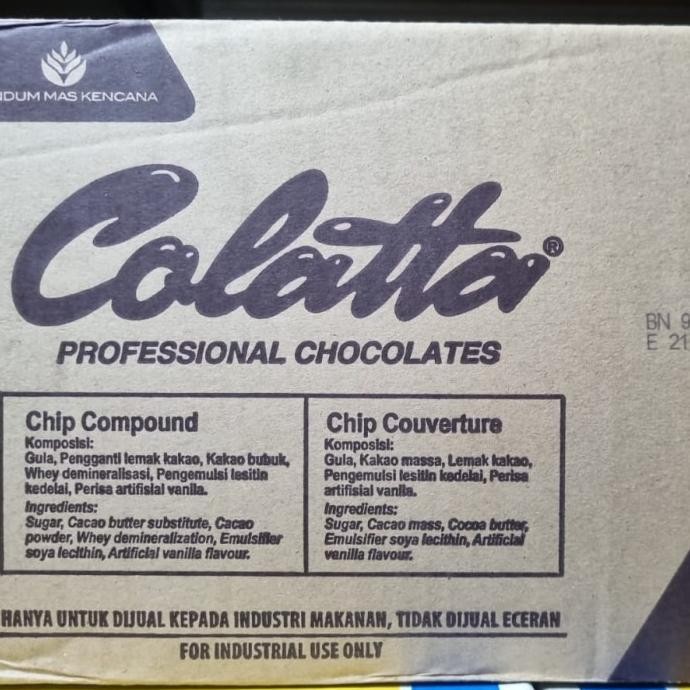 NDUM MAS KENCANA
Colatta®
PROFESSIONAL CHOCOLATES
BN 9
E 21
Chip Compound
Komposisi:
Gula, Pengganti lemak kakao, Kakao bubuk,
Whey demineralisasi, Pengemulsi lesitin
kedelai, Perisa artifisial vanila.
Ingredients:
Sugar, Cacao butter substitute, Cacao
powder, Whey demineralization, Emulsifier
soya lecithin, Artificial vanilla flavour.
Chip Couverture
Komposisi:
Gula, Kakao massa, Lemak kakao,
Pengemulsi lesitin kedelai, Perisa
artifisial vanila.
Ingredients:
Sugar, Cacao mass, Cocoa butter,
Emulsifier soya lecithin, Artificial
vanilla flavour.
HANYA UNTUK DIJUAL KEPADA INDUSTRI MAKANAN, TIDAK DIJUAL ECERAN
FOR INDUSTRIAL USE ONLY